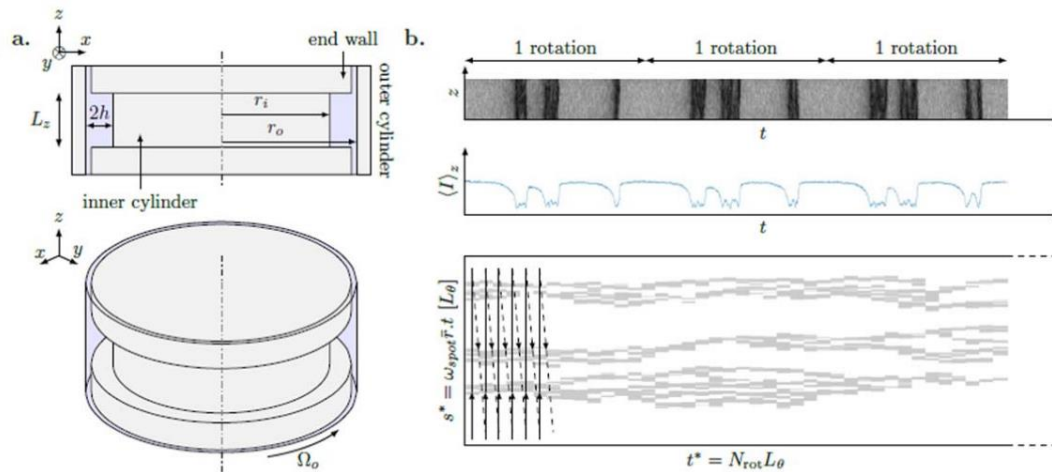 a.
z
x
y
end wall
outer cylinder
2h
L_z
r_i
r_o
inner cylinder
z
x
y
Ω_o
b.
1 rotation 1 rotation 1 rotation
z
t
⟨I⟩_z
t
s* = ω_spot r̄.t [L_θ]
t* = N_rot L_θ